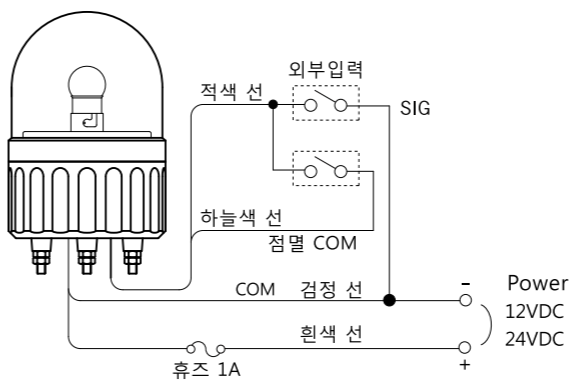 외부입력
적색 선
SIG
하늘색 선
점멸 COM
COM 검정 선
- Power
12VDC
흰색 선
24VDC
+
휴즈 1A